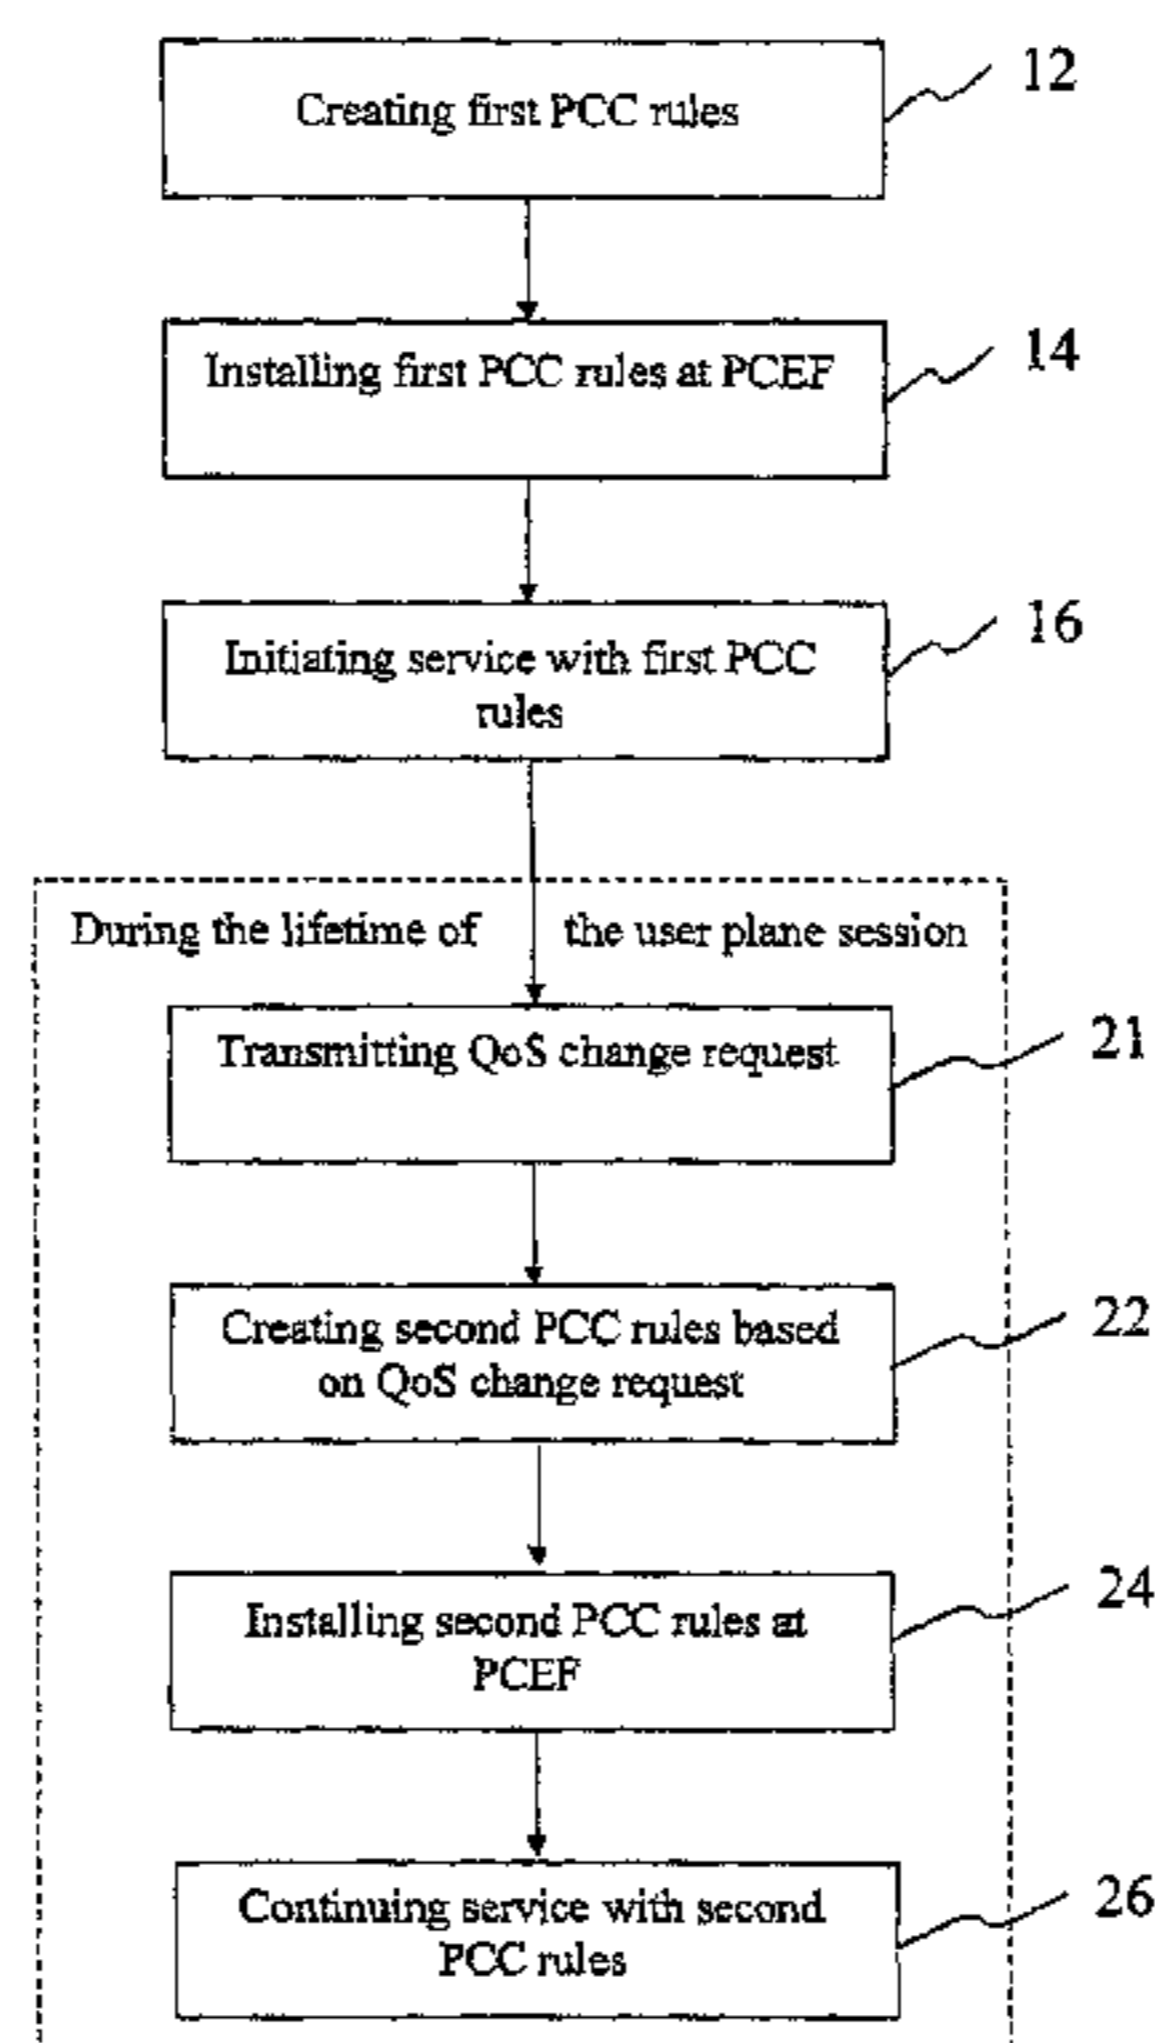 Creating first PCC rules
12
Installing first PCC rules at PCEF
14
Initiating service with first PCC
rules
16
During the lifetime of the user plane session
Transmitting QoS change request
21
Creating second PCC rules based
on QoS change request
22
Installing second PCC rules at
PCEF
24
Continuing service with second
PCC rules
26